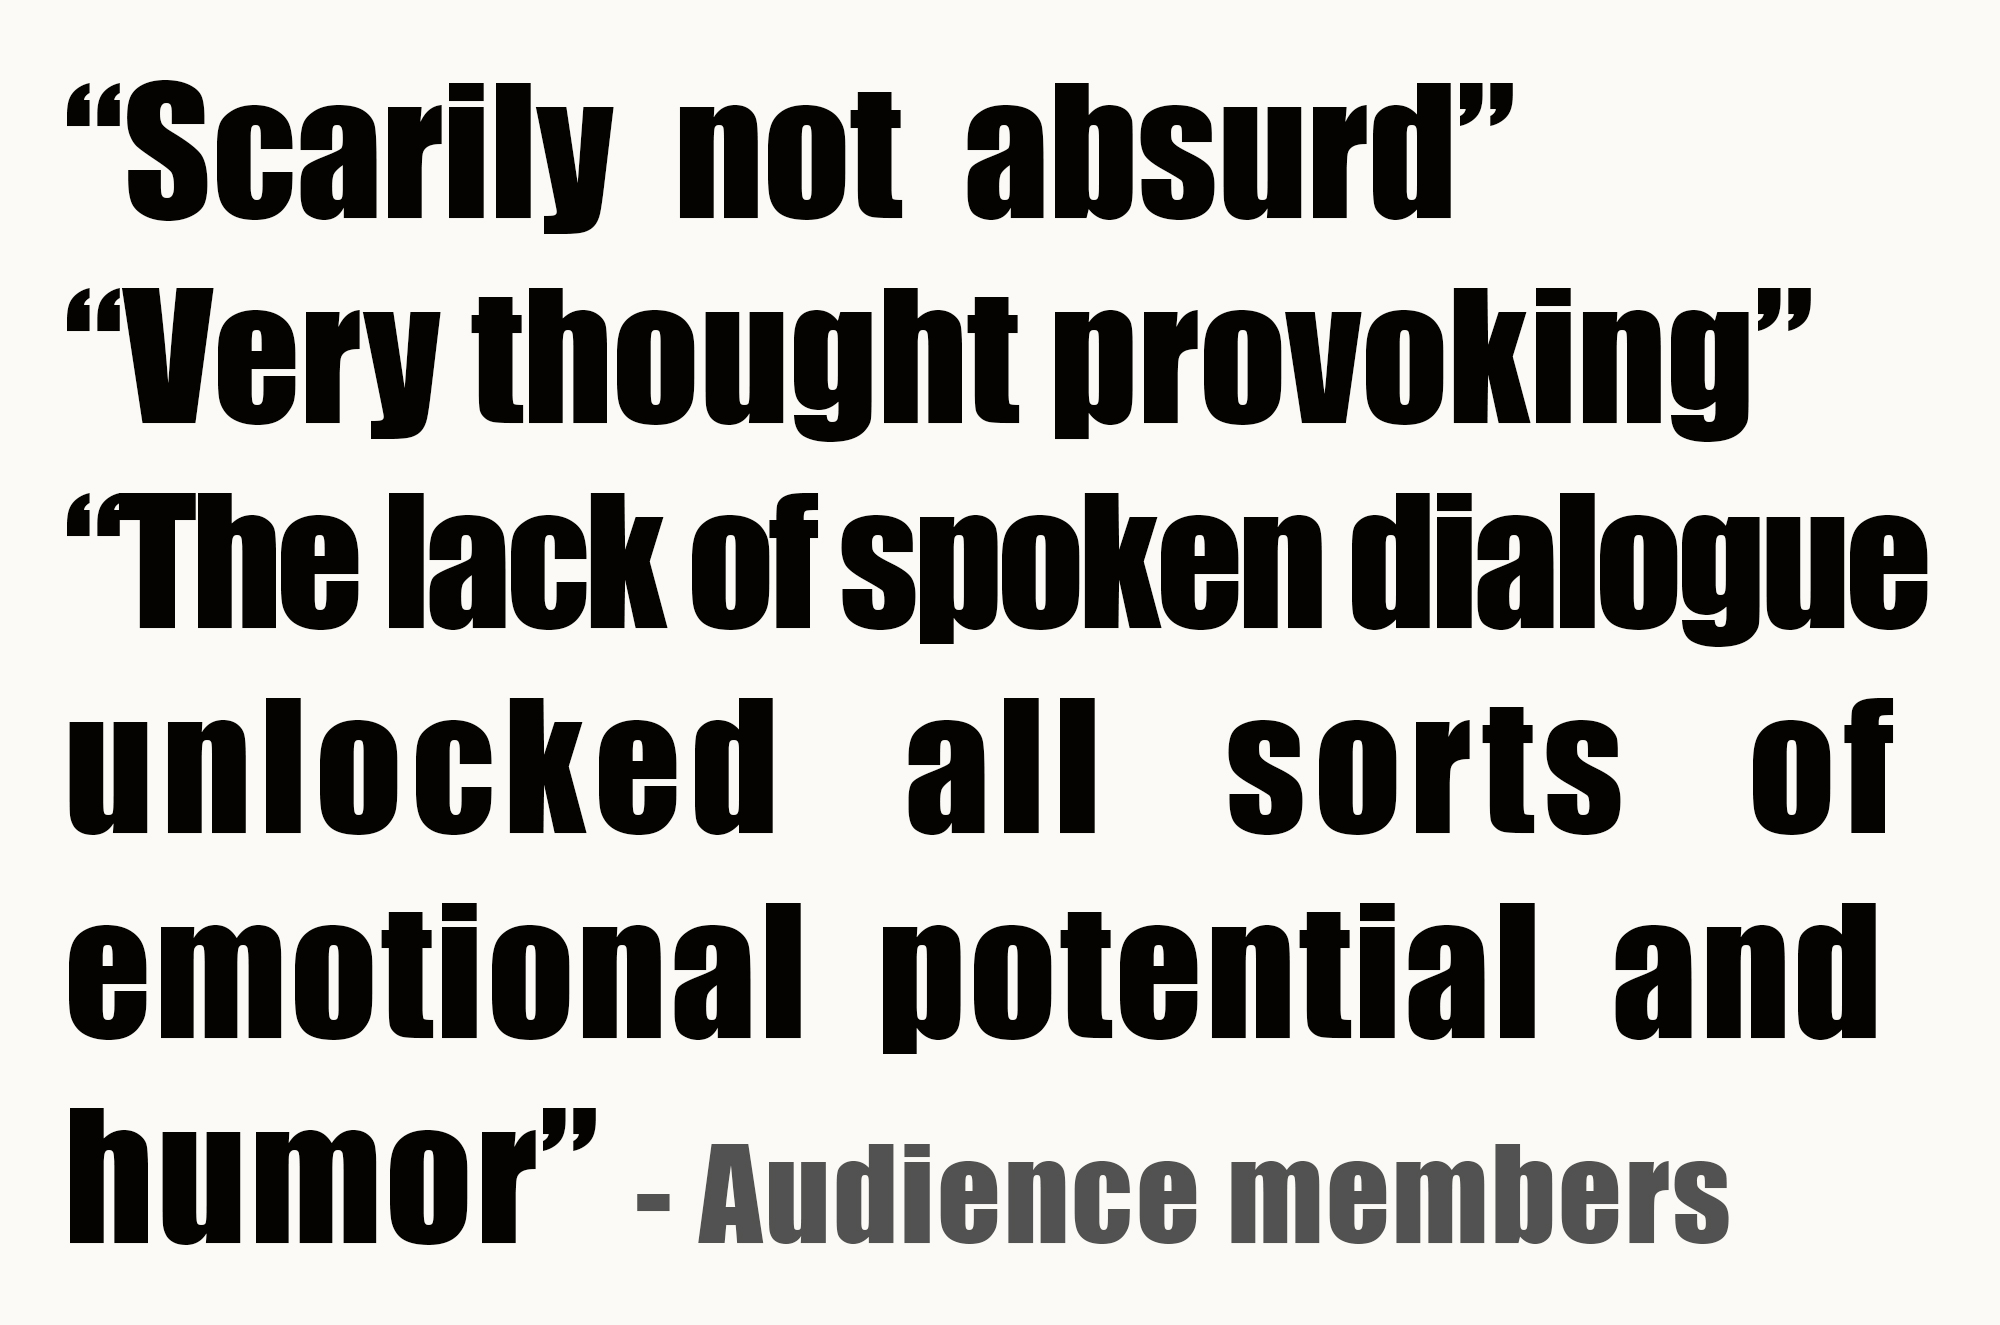 “Scarily not absurd”
“Very thought provoking”
“The lack of spoken dialogue
unlocked all sorts of
emotional potential and
humor” - Audience members